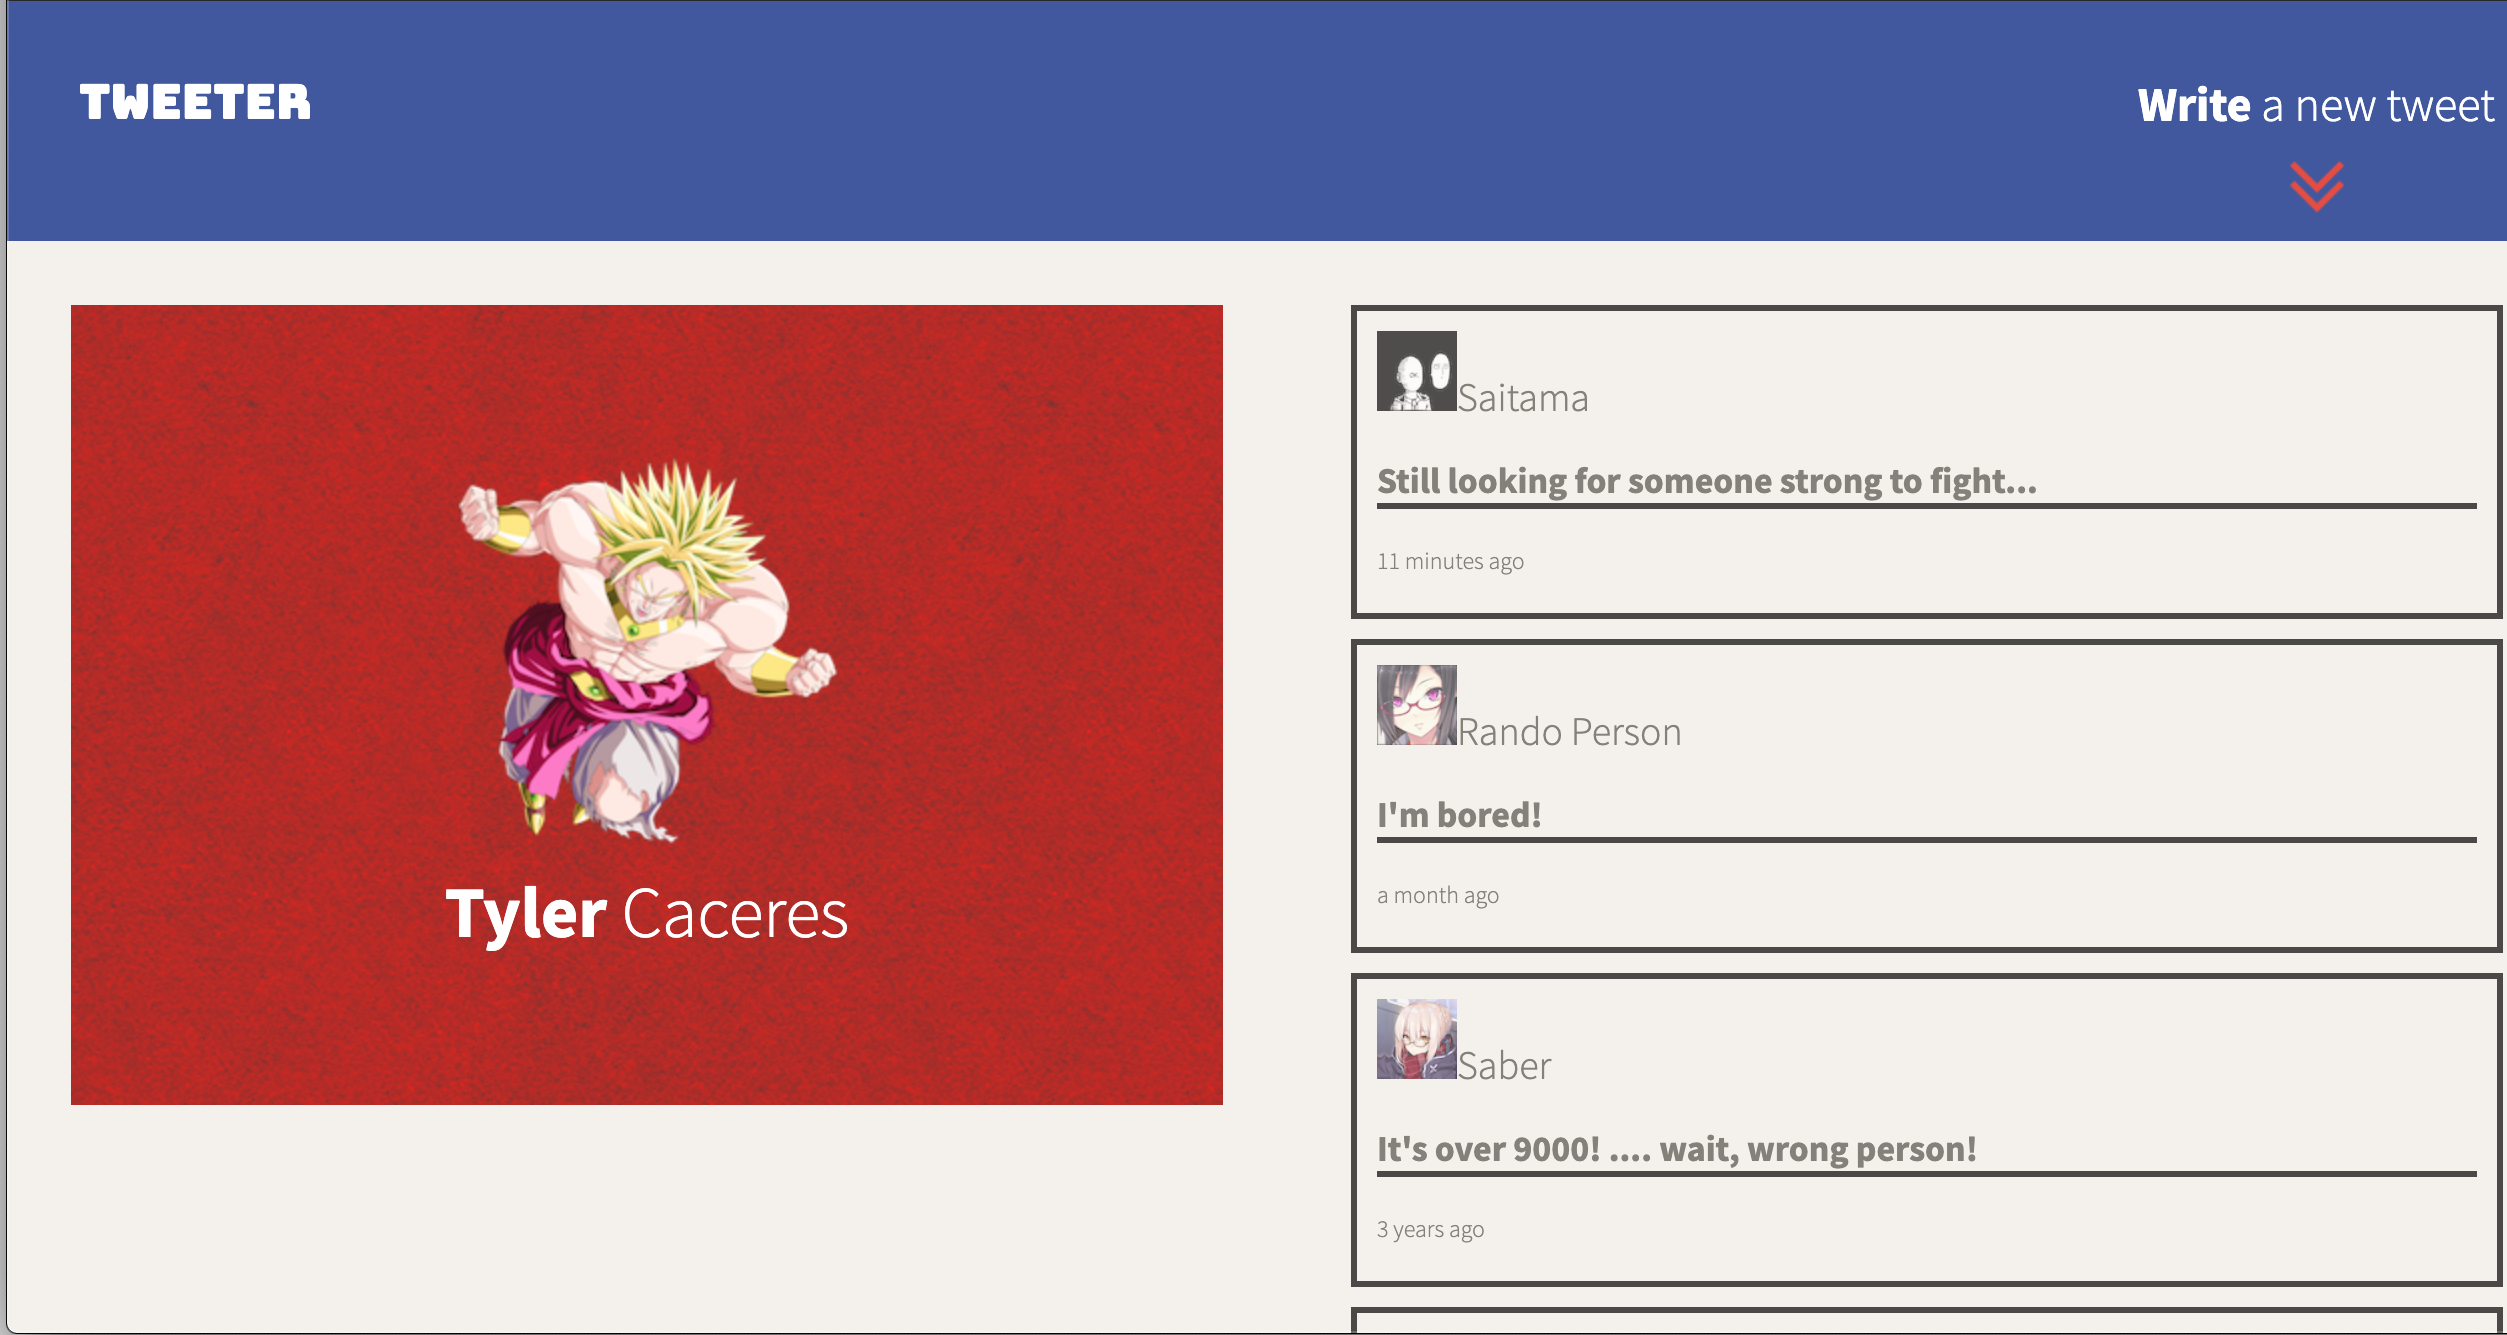 TWEETER
Write a new tweet
Tyler Caceres
Saitama
Still looking for someone strong to fight...
11 minutes ago
Rando Person
I'm bored!
a month ago
Saber
It's over 9000! .... wait, wrong person!
3 years ago